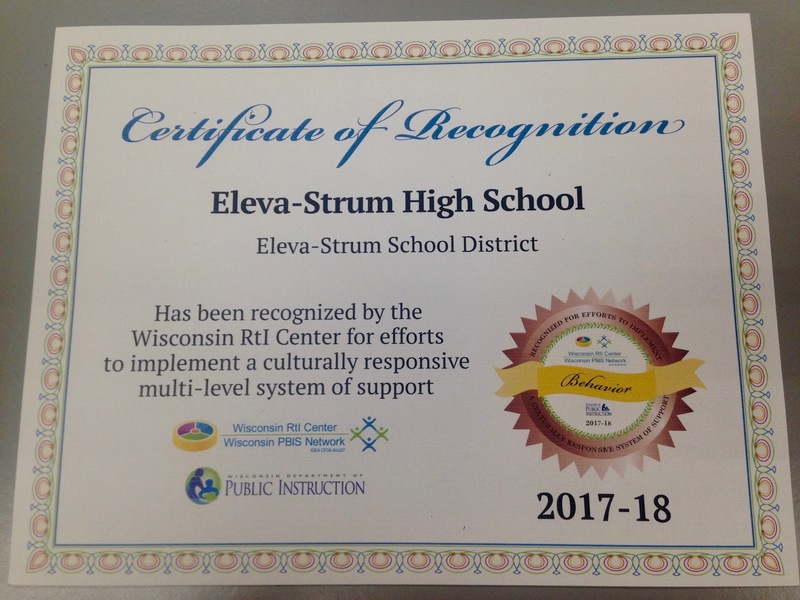 Certificate of Recognition
Eleva-Strum High School
Eleva-Strum School District
Has been recognized by the
Wisconsin RtI Center for efforts
to implement a culturally responsive
multi-level system of support
Wisconsin RtI Center
Wisconsin PBIS Network
WISCONSIN DEPARTMENT OF
PUBLIC INSTRUCTION
RECOGNIZED FOR EFFORTS TO IMPLEMENT
Wisconsin RtI Center
Wisconsin PBIS Network
Behavior
PUBLIC
INSTRUCTION
2017-18
A CULTURALLY RESPONSIVE SYSTEM OF SUPPORT
2017-18